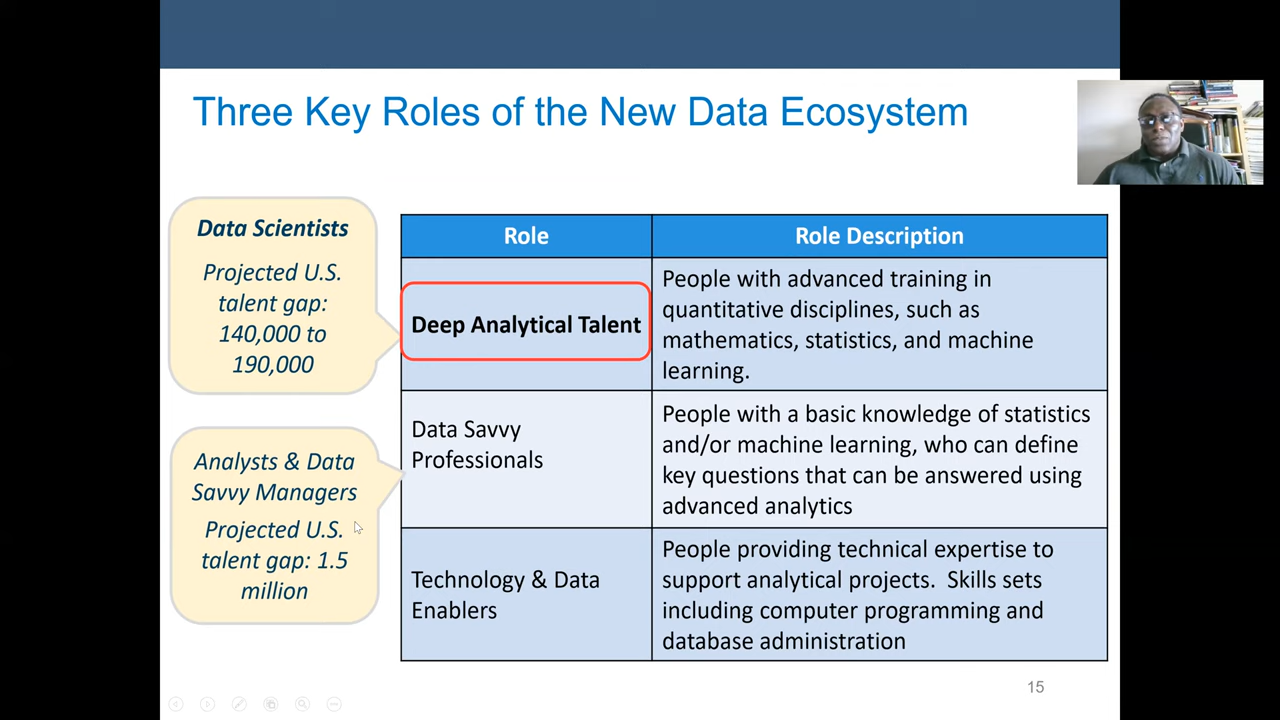 Three Key Roles of the New Data Ecosystem
Data Scientists
Projected U.S.
talent gap:
140,000 to
190,000
Analysts & Data
Savvy Managers
Projected U.S.
talent gap: 1.5
million
Role
Role Description
Deep Analytical Talent
People with advanced training in
quantitative disciplines, such as
mathematics, statistics, and machine
learning.
Data Savvy
Professionals
People with a basic knowledge of statistics
and/or machine learning, who can define
key questions that can be answered using
advanced analytics
Technology & Data
Enablers
People providing technical expertise to
support analytical projects.  Skills sets
including computer programming and
database administration
15